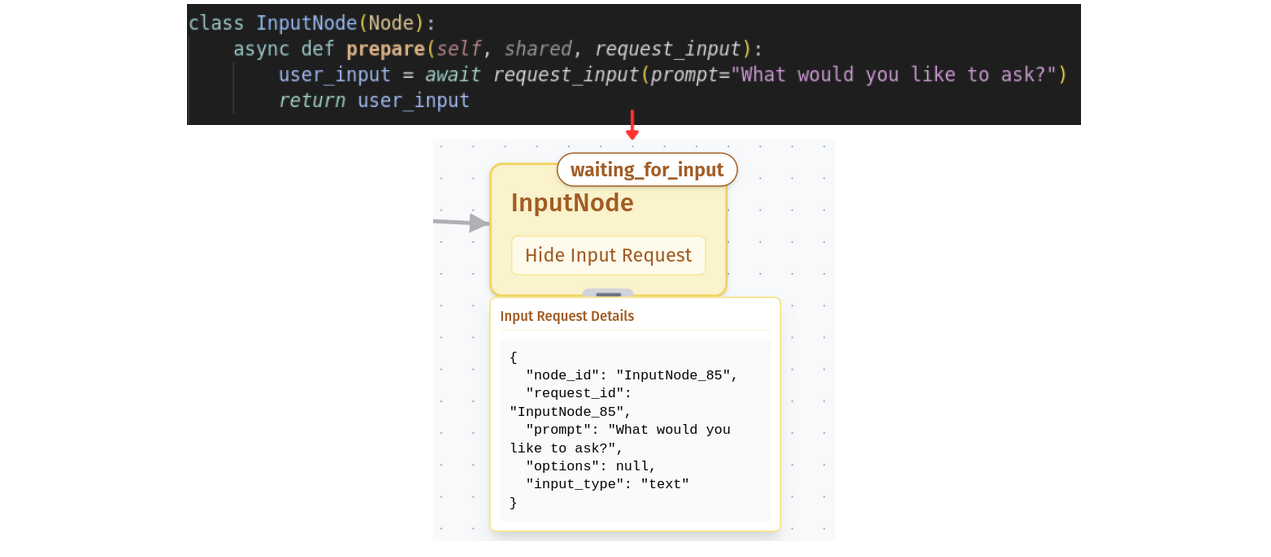 class InputNode(Node):
    async def prepare(self, shared, request_input):
        user_input = await request_input(prompt="What would you like to ask?")
        return user_input
waiting_for_input
InputNode
Hide Input Request
Input Request Details
{
  "node_id": "InputNode_85",
  "request_id":
"InputNode_85",
  "prompt": "What would you
like to ask?",
  "options": null,
  "input_type": "text"
}